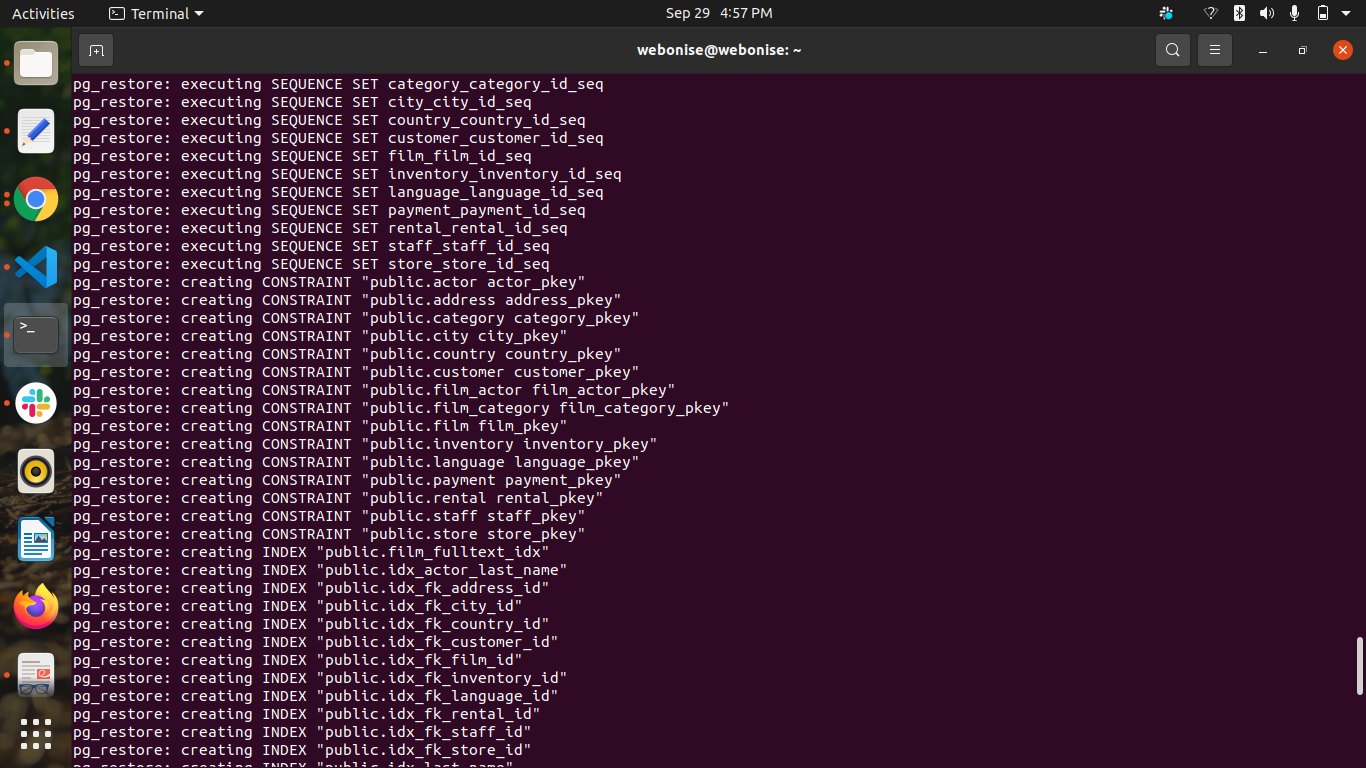 Activities
Terminal
Sep 29 4:57 PM
webonise@webonise: ~
pg_restore: executing SEQUENCE SET category_category_id_seq
pg_restore: executing SEQUENCE SET city_city_id_seq
pg_restore: executing SEQUENCE SET country_country_id_seq
pg_restore: executing SEQUENCE SET customer_customer_id_seq
pg_restore: executing SEQUENCE SET film_film_id_seq
pg_restore: executing SEQUENCE SET inventory_inventory_id_seq
pg_restore: executing SEQUENCE SET language_language_id_seq
pg_restore: executing SEQUENCE SET payment_payment_id_seq
pg_restore: executing SEQUENCE SET rental_rental_id_seq
pg_restore: executing SEQUENCE SET staff_staff_id_seq
pg_restore: executing SEQUENCE SET store_store_id_seq
pg_restore: creating CONSTRAINT "public.actor actor_pkey"
pg_restore: creating CONSTRAINT "public.address address_pkey"
pg_restore: creating CONSTRAINT "public.category category_pkey"
pg_restore: creating CONSTRAINT "public.city city_pkey"
pg_restore: creating CONSTRAINT "public.country country_pkey"
pg_restore: creating CONSTRAINT "public.customer customer_pkey"
pg_restore: creating CONSTRAINT "public.film_actor film_actor_pkey"
pg_restore: creating CONSTRAINT "public.film_category film_category_pkey"
pg_restore: creating CONSTRAINT "public.film film_pkey"
pg_restore: creating CONSTRAINT "public.inventory inventory_pkey"
pg_restore: creating CONSTRAINT "public.language language_pkey"
pg_restore: creating CONSTRAINT "public.payment payment_pkey"
pg_restore: creating CONSTRAINT "public.rental rental_pkey"
pg_restore: creating CONSTRAINT "public.staff staff_pkey"
pg_restore: creating CONSTRAINT "public.store store_pkey"
pg_restore: creating INDEX "public.film_fulltext_idx"
pg_restore: creating INDEX "public.idx_actor_last_name"
pg_restore: creating INDEX "public.idx_fk_address_id"
pg_restore: creating INDEX "public.idx_fk_city_id"
pg_restore: creating INDEX "public.idx_fk_country_id"
pg_restore: creating INDEX "public.idx_fk_customer_id"
pg_restore: creating INDEX "public.idx_fk_film_id"
pg_restore: creating INDEX "public.idx_fk_inventory_id"
pg_restore: creating INDEX "public.idx_fk_language_id"
pg_restore: creating INDEX "public.idx_fk_rental_id"
pg_restore: creating INDEX "public.idx_fk_staff_id"
pg_restore: creating INDEX "public.idx_fk_store_id"
pg_restore: creating INDEX "public.idx_last_name"